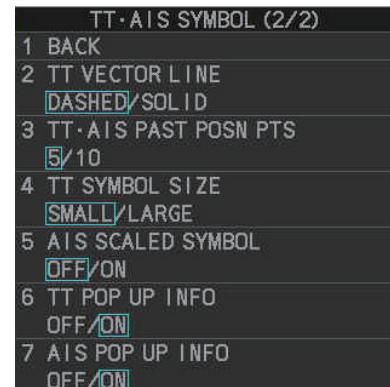 TT·AIS SYMBOL (2/2)
1 BACK
2 TT VECTOR LINE
DASHED/SOLID
3 TT·AIS PAST POSN PTS
5/10
4 TT SYMBOL SIZE
SMALL/LARGE
5 AIS SCALED SYMBOL
OFF/ON
6 TT POP UP INFO
OFF/ON
7 AIS POP UP INFO
OFF/ON